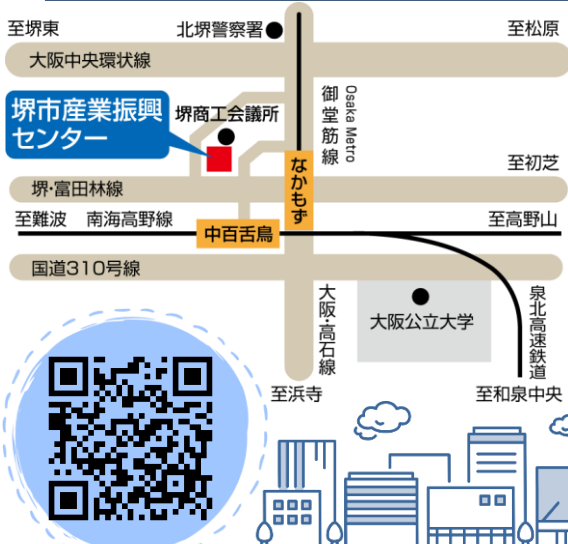 至堺東
北堺警察署
至松原
大阪中央環状線
堺市産業振興
センター
堺商工会議所
御堂筋線
Osaka Metro
なかもず
至初芝
堺・富田林線
至難波
南海高野線
中百舌鳥
至高野山
国道310号線
大阪・高石線
大阪公立大学
泉北高速鉄道
至浜寺
至和泉中央